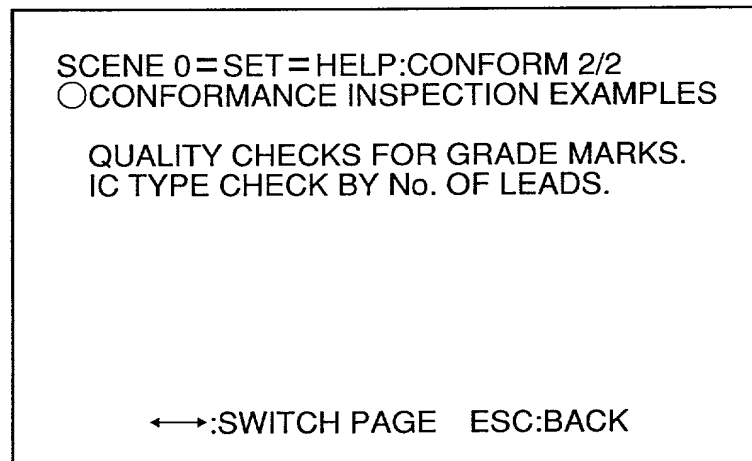 SCENE 0=SET=HELP:CONFORM 2/2
○CONFORMANCE INSPECTION EXAMPLES
QUALITY CHECKS FOR GRADE MARKS.
IC TYPE CHECK BY No. OF LEADS.
←→:SWITCH PAGE ESC:BACK